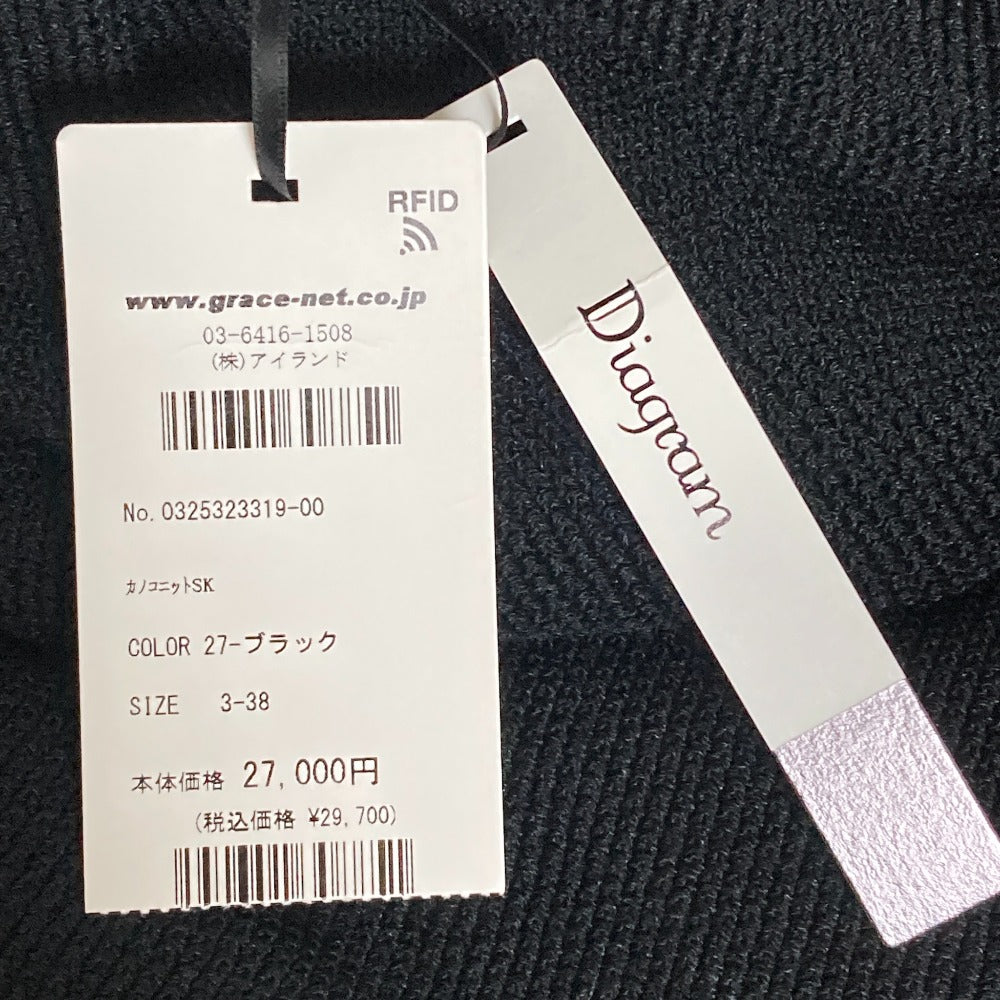 RFID
www.grace-net.co.jp
03-6416-1508
(株)アイランド
No. 0325323319-00
カノコニットSK
COLOR 27-ブラック
SIZE 3-38
本体価格 27,000円
(税込価格 ¥29,700)
Diagram